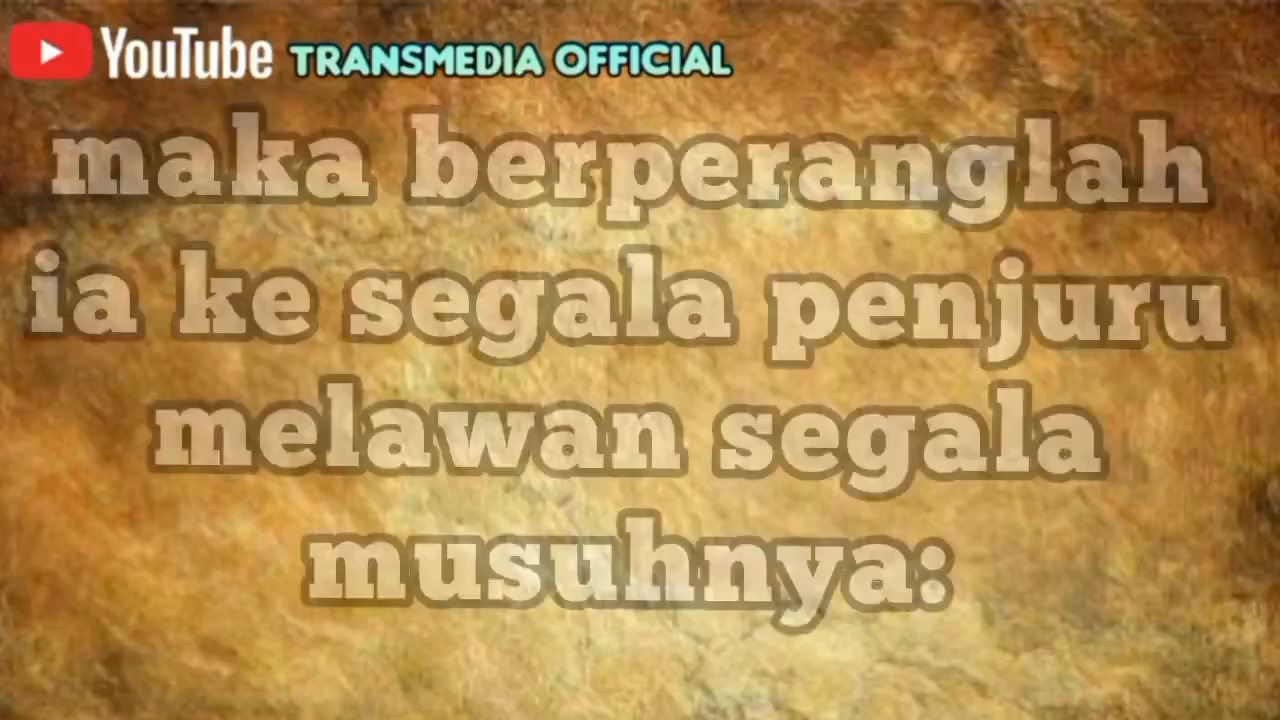 YouTube TRANSMEDIA OFFICIAL
maka berperanglah
ia ke segala penjuru
melawan segala
musuhnya: